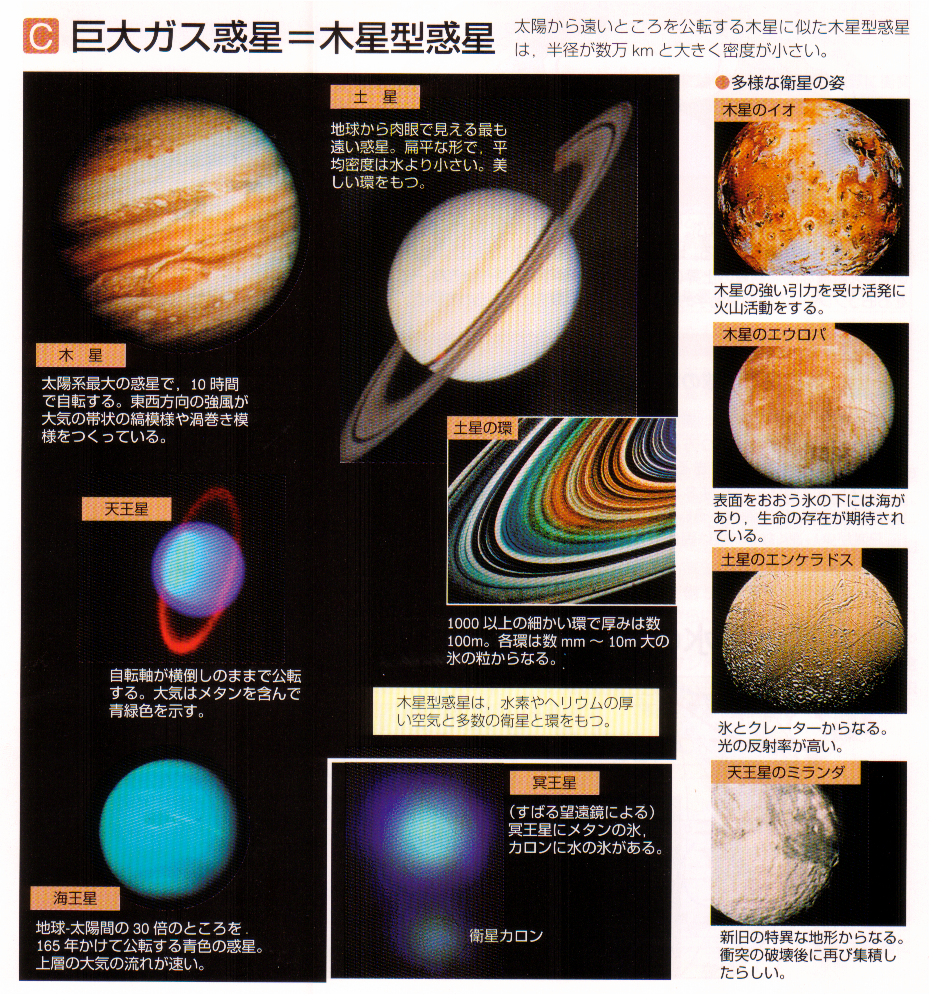 C 巨大ガス惑星＝木星型惑星
太陽から遠いところを公転する木星に似た木星型惑星
は，半径が数万 km と大きく密度が小さい。
土 星
地球から肉眼で見える最も
遠い惑星。扁平な形で，平
均密度は水より小さい。美
しい環をもつ。
木 星
太陽系最大の惑星で，10 時間
で自転する。東西方向の強風が
大気の帯状の縞模様や渦巻き模
様をつくっている。
土星の環
1000 以上の細かい環で厚みは数
100m。各環は数 mm ～ 10m 大の
氷の粒からなる。
天王星
自転軸が横倒しのままで公転
する。大気はメタンを含んで
青緑色を示す。
木星型惑星は，水素やヘリウムの厚
い空気と多数の衛星と環をもつ。
海王星
地球-太陽間の 30 倍のところを
165 年かけて公転する青色の惑星。
上層の大気の流れが速い。
冥王星
（すばる望遠鏡による）
冥王星にメタンの氷，
カロンに水の氷がある。
衛星カロン
●多様な衛星の姿
木星のイオ
木星の強い引力を受け活発に
火山活動をする。
木星のエウロパ
表面をおおう氷の下には海が
あり，生命の存在が期待され
ている。
土星のエンケラドス
氷とクレーターからなる。
光の反射率が高い。
天王星のミランダ
新旧の特異な地形からなる。
衝突の破壊後に再び集積し
たらしい。